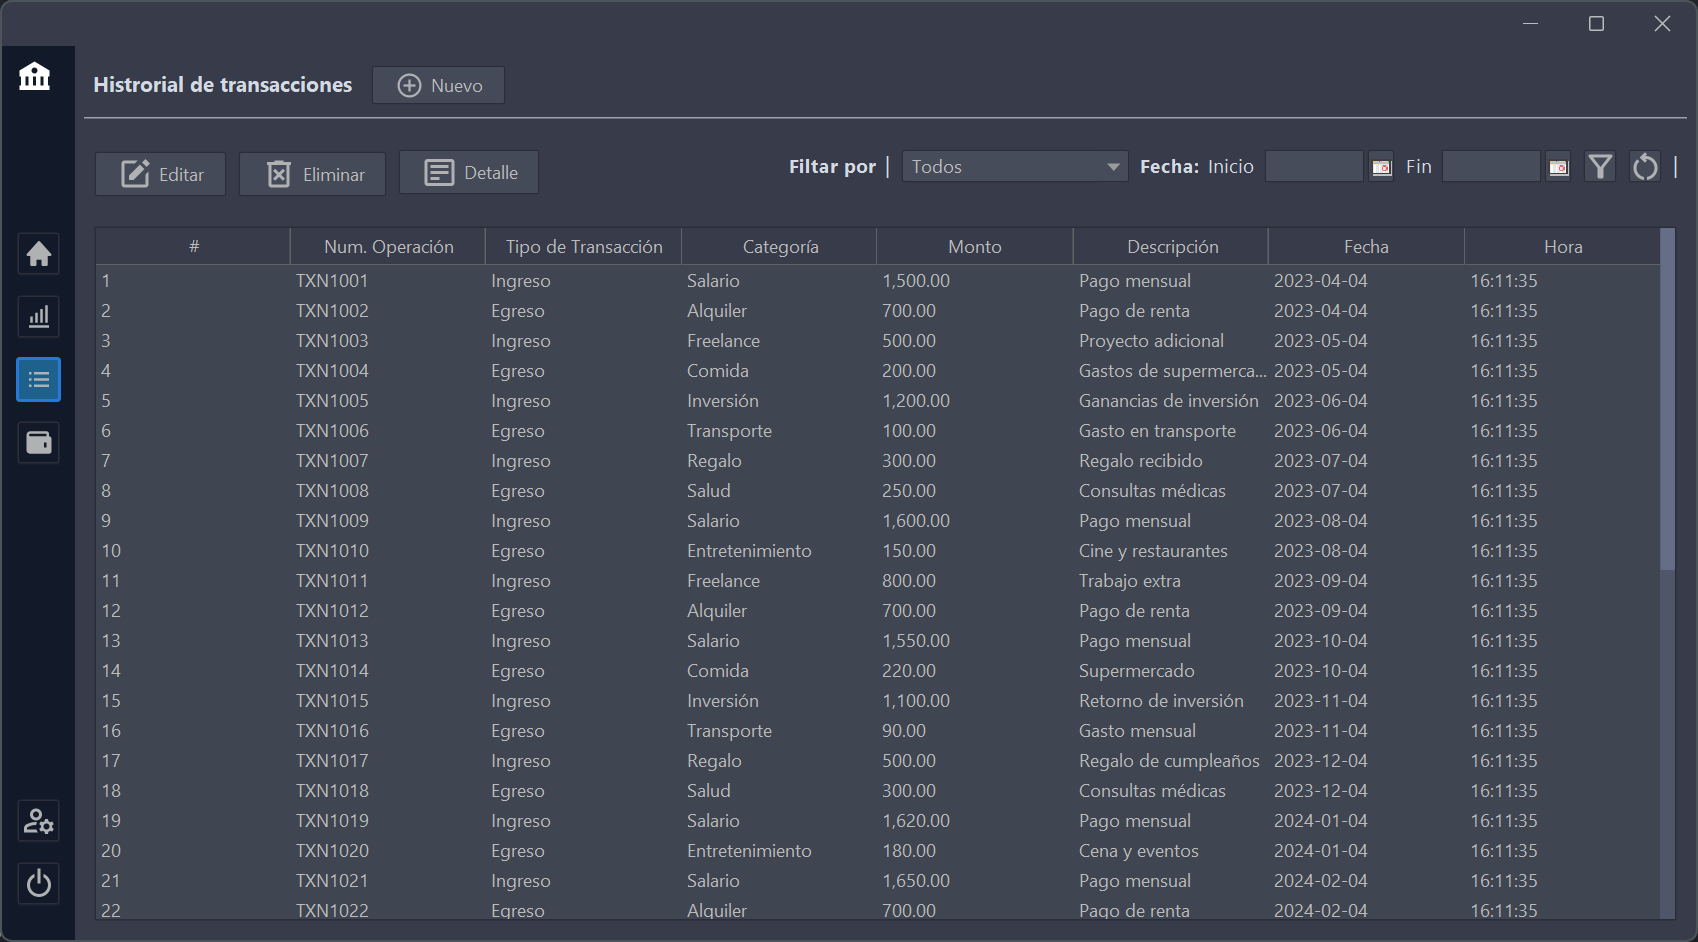 Histrorial de transacciones Nuevo
Editar Eliminar Detalle Filtar por | Todos Fecha: Inicio Fin |
# Num. Operación Tipo de Transacción Categoría Monto Descripción Fecha Hora
1 TXN1001 Ingreso Salario 1,500.00 Pago mensual 2023-04-04 16:11:35
2 TXN1002 Egreso Alquiler 700.00 Pago de renta 2023-04-04 16:11:35
3 TXN1003 Ingreso Freelance 500.00 Proyecto adicional 2023-05-04 16:11:35
4 TXN1004 Egreso Comida 200.00 Gastos de supermerca... 2023-05-04 16:11:35
5 TXN1005 Ingreso Inversión 1,200.00 Ganancias de inversión 2023-06-04 16:11:35
6 TXN1006 Egreso Transporte 100.00 Gasto en transporte 2023-06-04 16:11:35
7 TXN1007 Ingreso Regalo 300.00 Regalo recibido 2023-07-04 16:11:35
8 TXN1008 Egreso Salud 250.00 Consultas médicas 2023-07-04 16:11:35
9 TXN1009 Ingreso Salario 1,600.00 Pago mensual 2023-08-04 16:11:35
10 TXN1010 Egreso Entretenimiento 150.00 Cine y restaurantes 2023-08-04 16:11:35
11 TXN1011 Ingreso Freelance 800.00 Trabajo extra 2023-09-04 16:11:35
12 TXN1012 Egreso Alquiler 700.00 Pago de renta 2023-09-04 16:11:35
13 TXN1013 Ingreso Salario 1,550.00 Pago mensual 2023-10-04 16:11:35
14 TXN1014 Egreso Comida 220.00 Supermercado 2023-10-04 16:11:35
15 TXN1015 Ingreso Inversión 1,100.00 Retorno de inversión 2023-11-04 16:11:35
16 TXN1016 Egreso Transporte 90.00 Gasto mensual 2023-11-04 16:11:35
17 TXN1017 Ingreso Regalo 500.00 Regalo de cumpleaños 2023-12-04 16:11:35
18 TXN1018 Egreso Salud 300.00 Consultas médicas 2023-12-04 16:11:35
19 TXN1019 Ingreso Salario 1,620.00 Pago mensual 2024-01-04 16:11:35
20 TXN1020 Egreso Entretenimiento 180.00 Cena y eventos 2024-01-04 16:11:35
21 TXN1021 Ingreso Salario 1,650.00 Pago mensual 2024-02-04 16:11:35
22 TXN1022 Egreso Alquiler 700.00 Pago de renta 2024-02-04 16:11:35